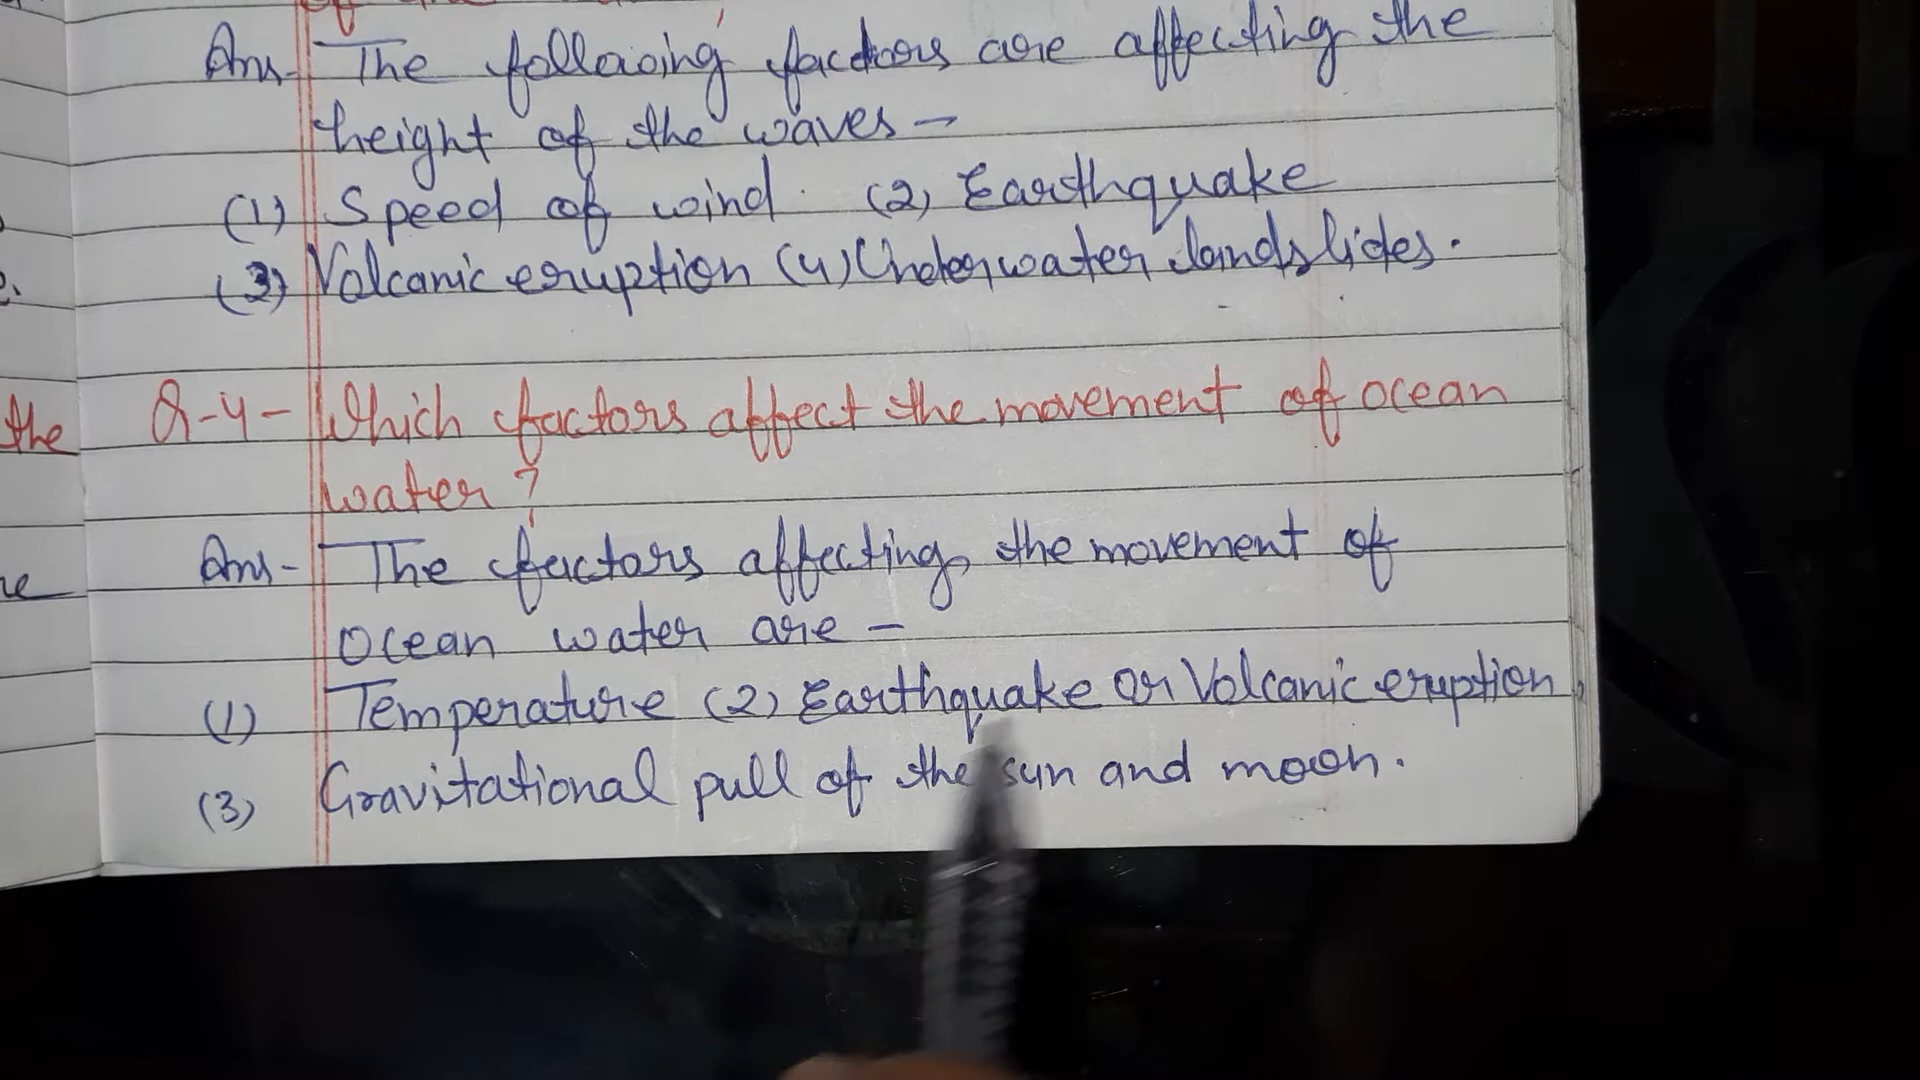 of the
Ans- The following factors are affecting the
height of the waves -
(1) Speed of wind. (2) Earthquake
(3) Volcanic eruption (4) Underwater landslides.
the
Q-4- Which factors affect the movement of ocean
water ?
Ans- The factors affecting the movement of
ocean water are -
(1) Temperature (2) Earthquake or Volcanic eruption
(3) Gravitational pull of the sun and moon.